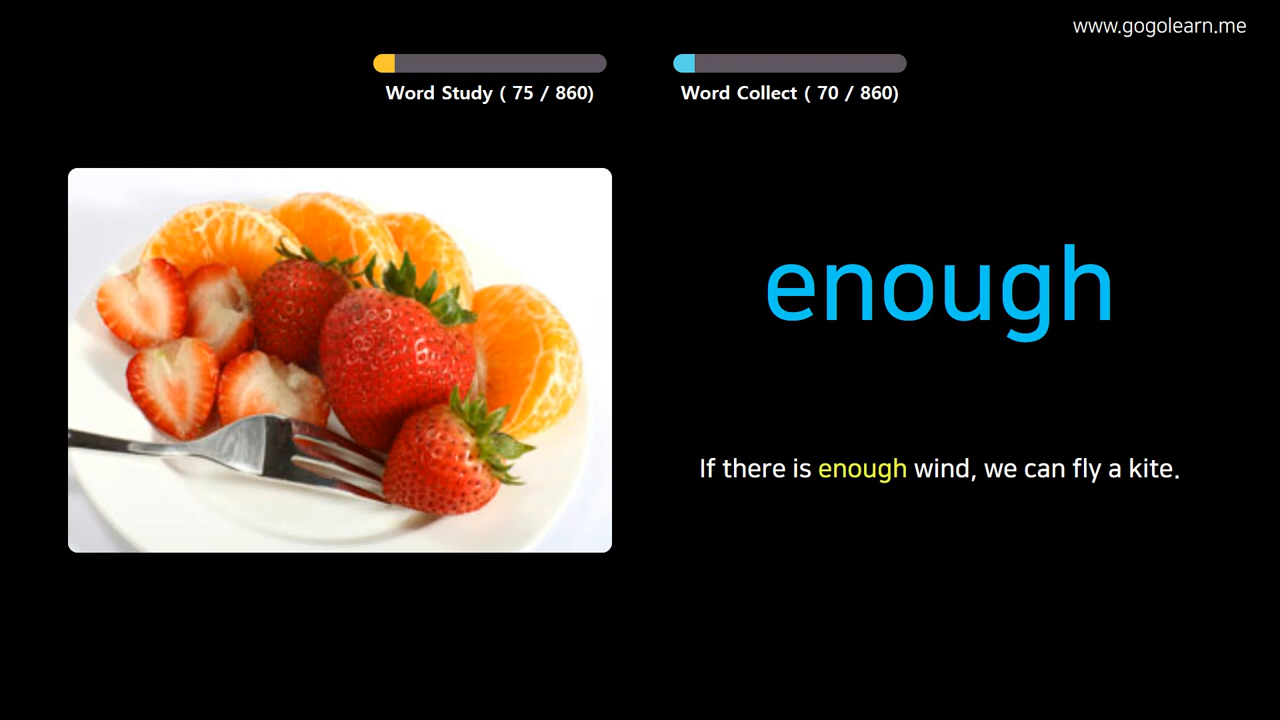 www.gogolearn.me
Word Study ( 75 / 860)
Word Collect ( 70 / 860)
enough
If there is enough wind, we can fly a kite.